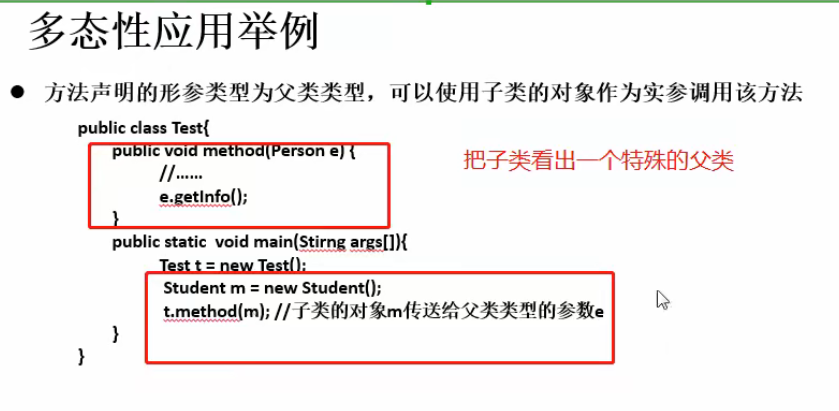 多态性应用举例
● 方法声明的形参类型为父类类型，可以使用子类的对象作为实参调用该方法
public class Test{
public void method(Person e) {
把子类看出一个特殊的父类
//……
e.getInfo();
}
public static void main(Stirng args[]){
Test t = new Test();
Student m = new Student();
t.method(m); //子类的对象m传送给父类类型的参数e
}
}